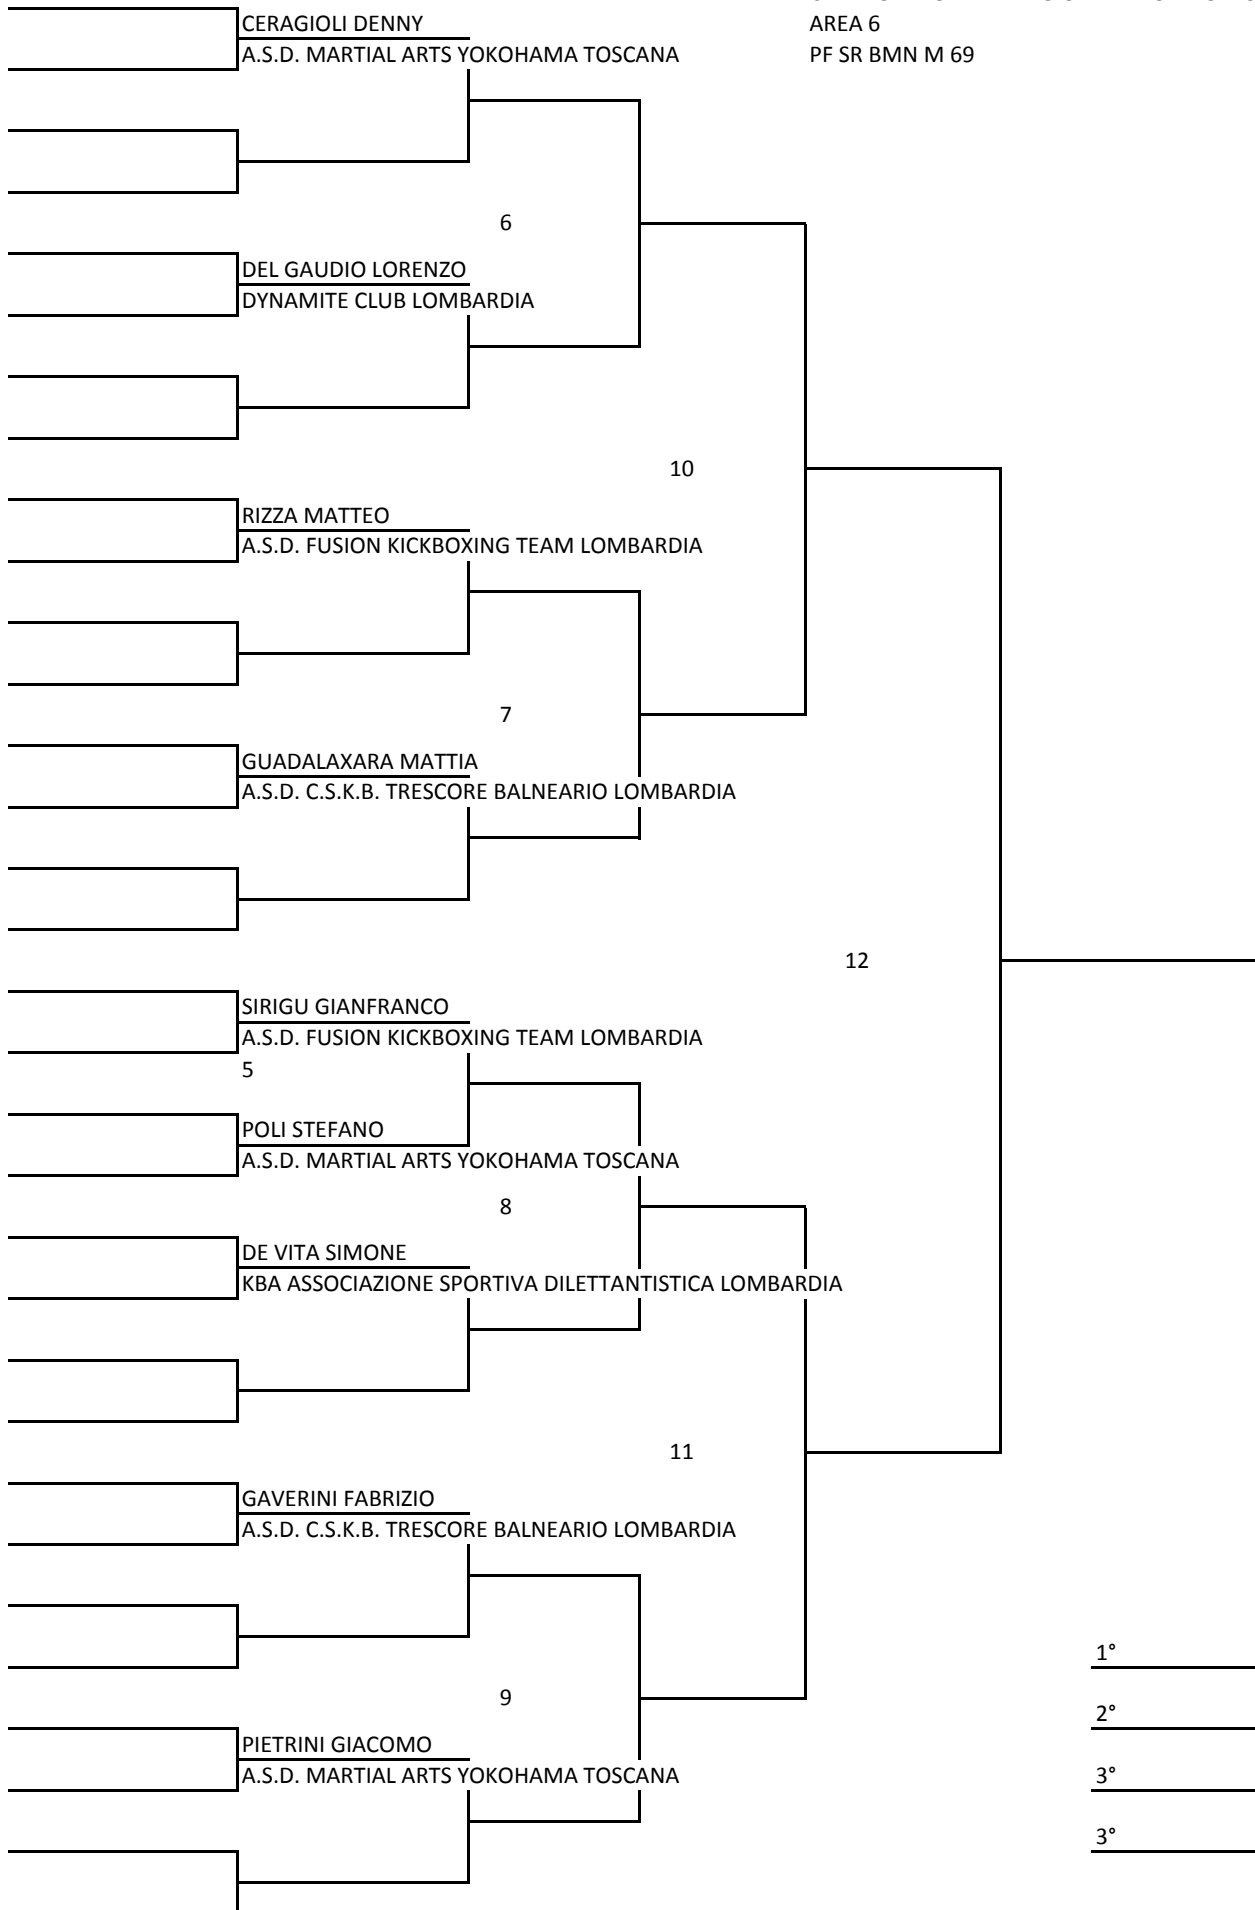 CERAGIOLI DENNY
AREA 6
A.S.D. MARTIAL ARTS YOKOHAMA TOSCANA
PF SR BMN M 69
6
DEL GAUDIO LORENZO
DYNAMITE CLUB LOMBARDIA
10
RIZZA MATTEO
A.S.D. FUSION KICKBOXING TEAM LOMBARDIA
7
GUADALAXARA MATTIA
A.S.D. C.S.K.B. TRESCORE BALNEARIO LOMBARDIA
12
SIRIGU GIANFRANCO
A.S.D. FUSION KICKBOXING TEAM LOMBARDIA
5
POLI STEFANO
A.S.D. MARTIAL ARTS YOKOHAMA TOSCANA
8
DE VITA SIMONE
KBA ASSOCIAZIONE SPORTIVA DILETTANTISTICA LOMBARDIA
11
GAVERINI FABRIZIO
A.S.D. C.S.K.B. TRESCORE BALNEARIO LOMBARDIA
1°
9
2°
PIETRINI GIACOMO
A.S.D. MARTIAL ARTS YOKOHAMA TOSCANA
3°
3°